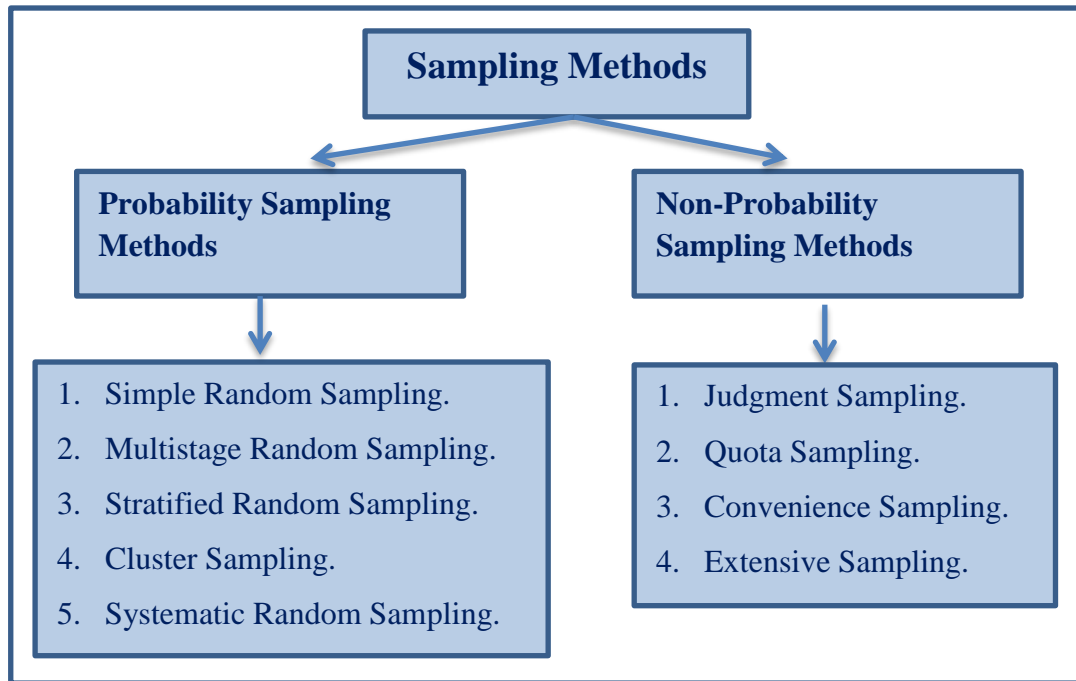 Sampling Methods
Probability Sampling
Methods
Non-Probability
Sampling Methods
1. Simple Random Sampling.
2. Multistage Random Sampling.
3. Stratified Random Sampling.
4. Cluster Sampling.
5. Systematic Random Sampling.
1. Judgment Sampling.
2. Quota Sampling.
3. Convenience Sampling.
4. Extensive Sampling.